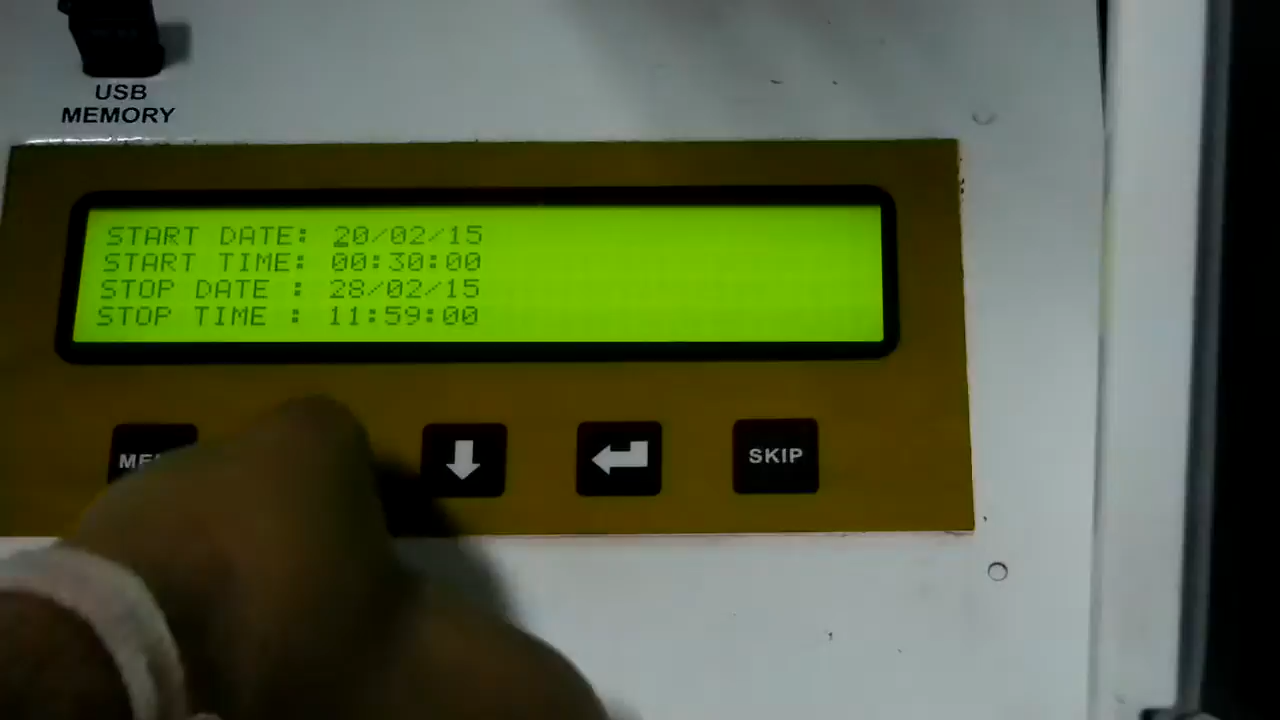 USB
MEMORY
START DATE: 20/02/15
START TIME: 00:30:00
STOP DATE : 28/02/15
STOP TIME : 11:59:00
SKIP